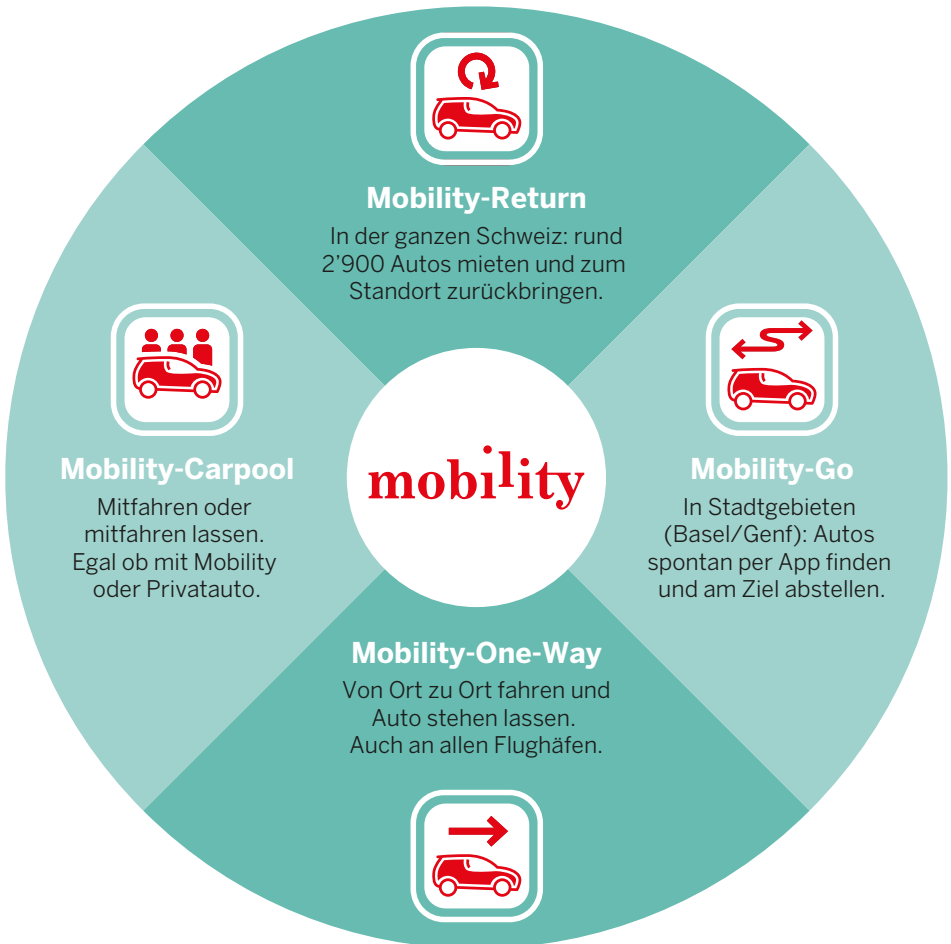 Mobility-Return
In der ganzen Schweiz: rund
2’900 Autos mieten und zum
Standort zurückbringen.
Mobility-Carpool
Mitfahren oder
mitfahren lassen.
Egal ob mit Mobility
oder Privatauto.
mobility
Mobility-Go
In Stadtgebieten
(Basel/Genf): Autos
spontan per App finden
und am Ziel abstellen.
Mobility-One-Way
Von Ort zu Ort fahren und
Auto stehen lassen.
Auch an allen Flughäfen.